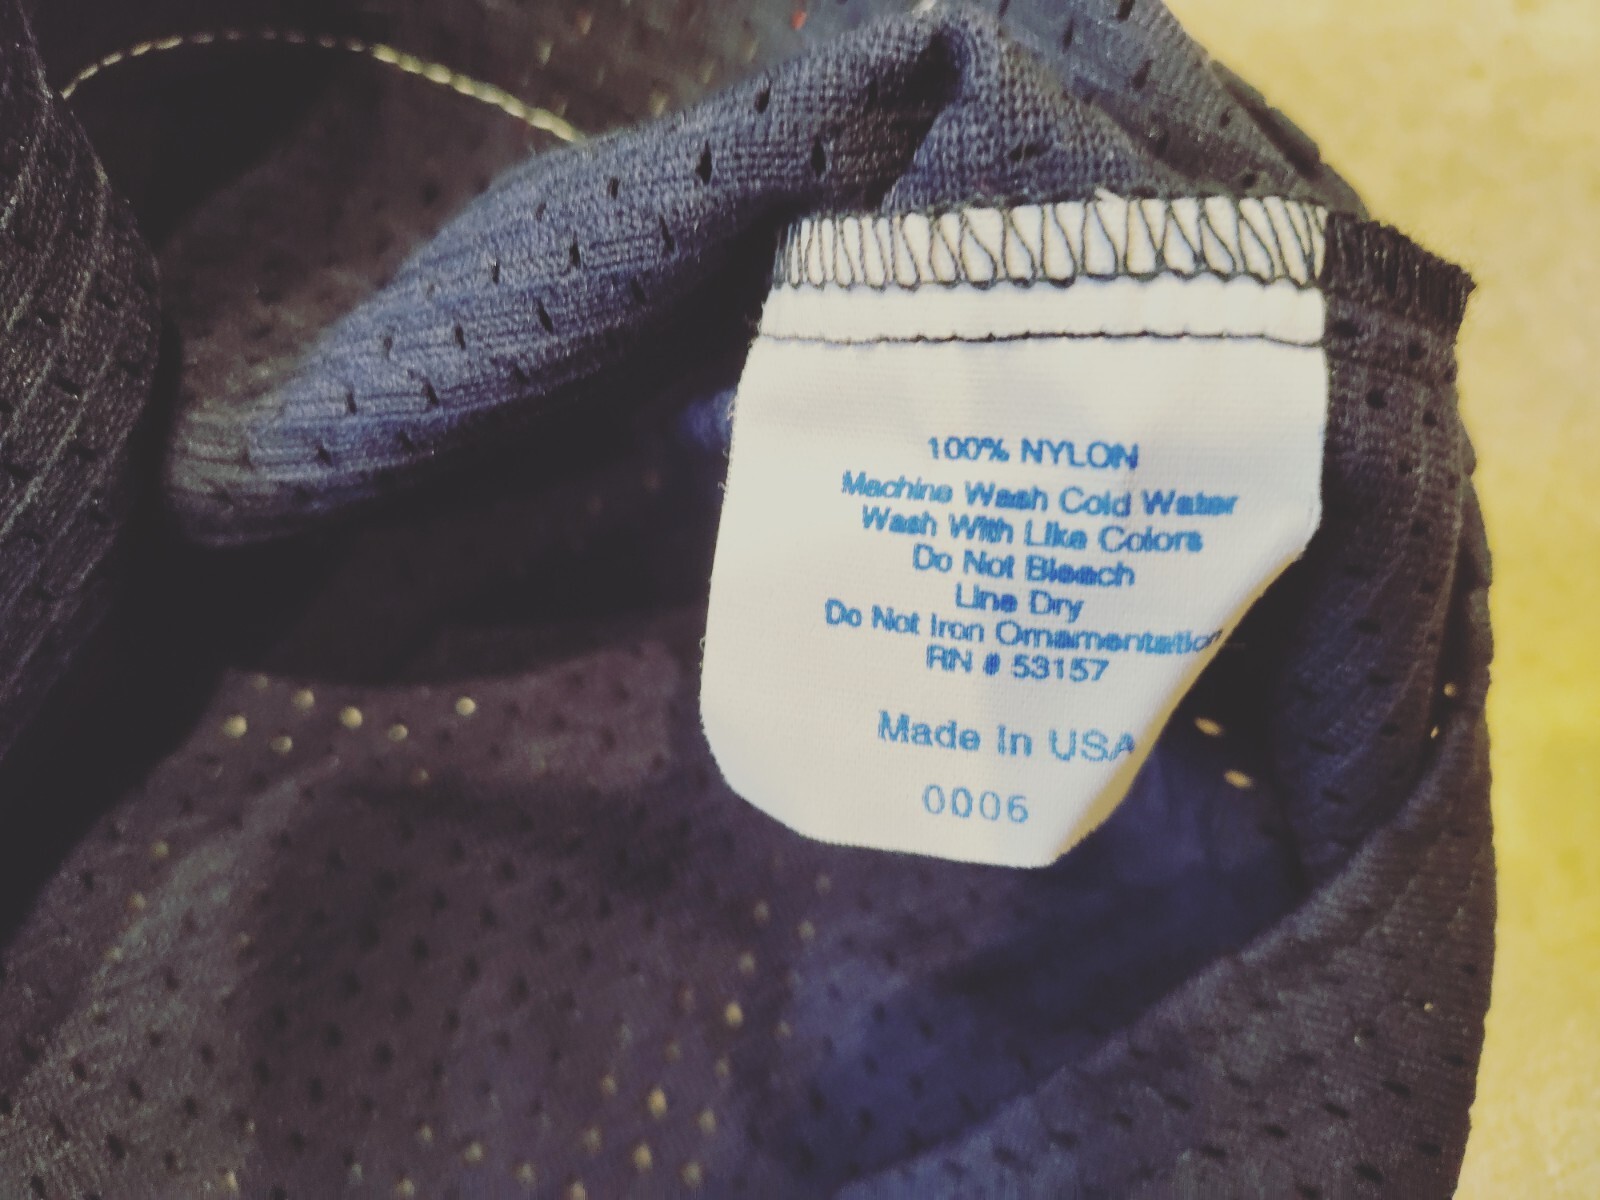 100% NYLON
Machine Wash Cold Water
Wash With Like Colors
Do Not Bleach
Line Dry
Do Not Iron Ornamentation
RN # 53157
Made In USA
0006